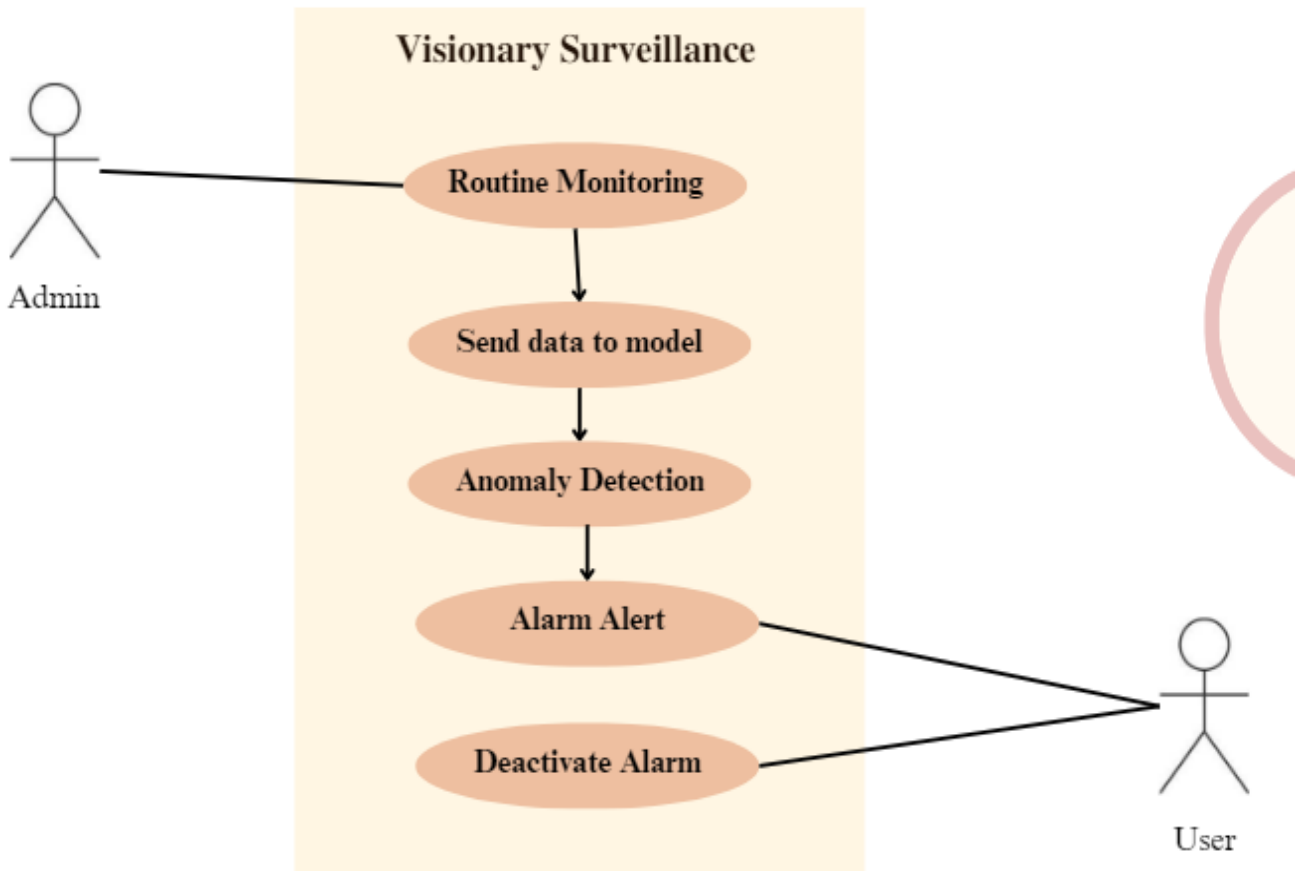 Visionary Surveillance
Routine Monitoring
Admin
Send data to model
Anomaly Detection
Alarm Alert
Deactivate Alarm
User